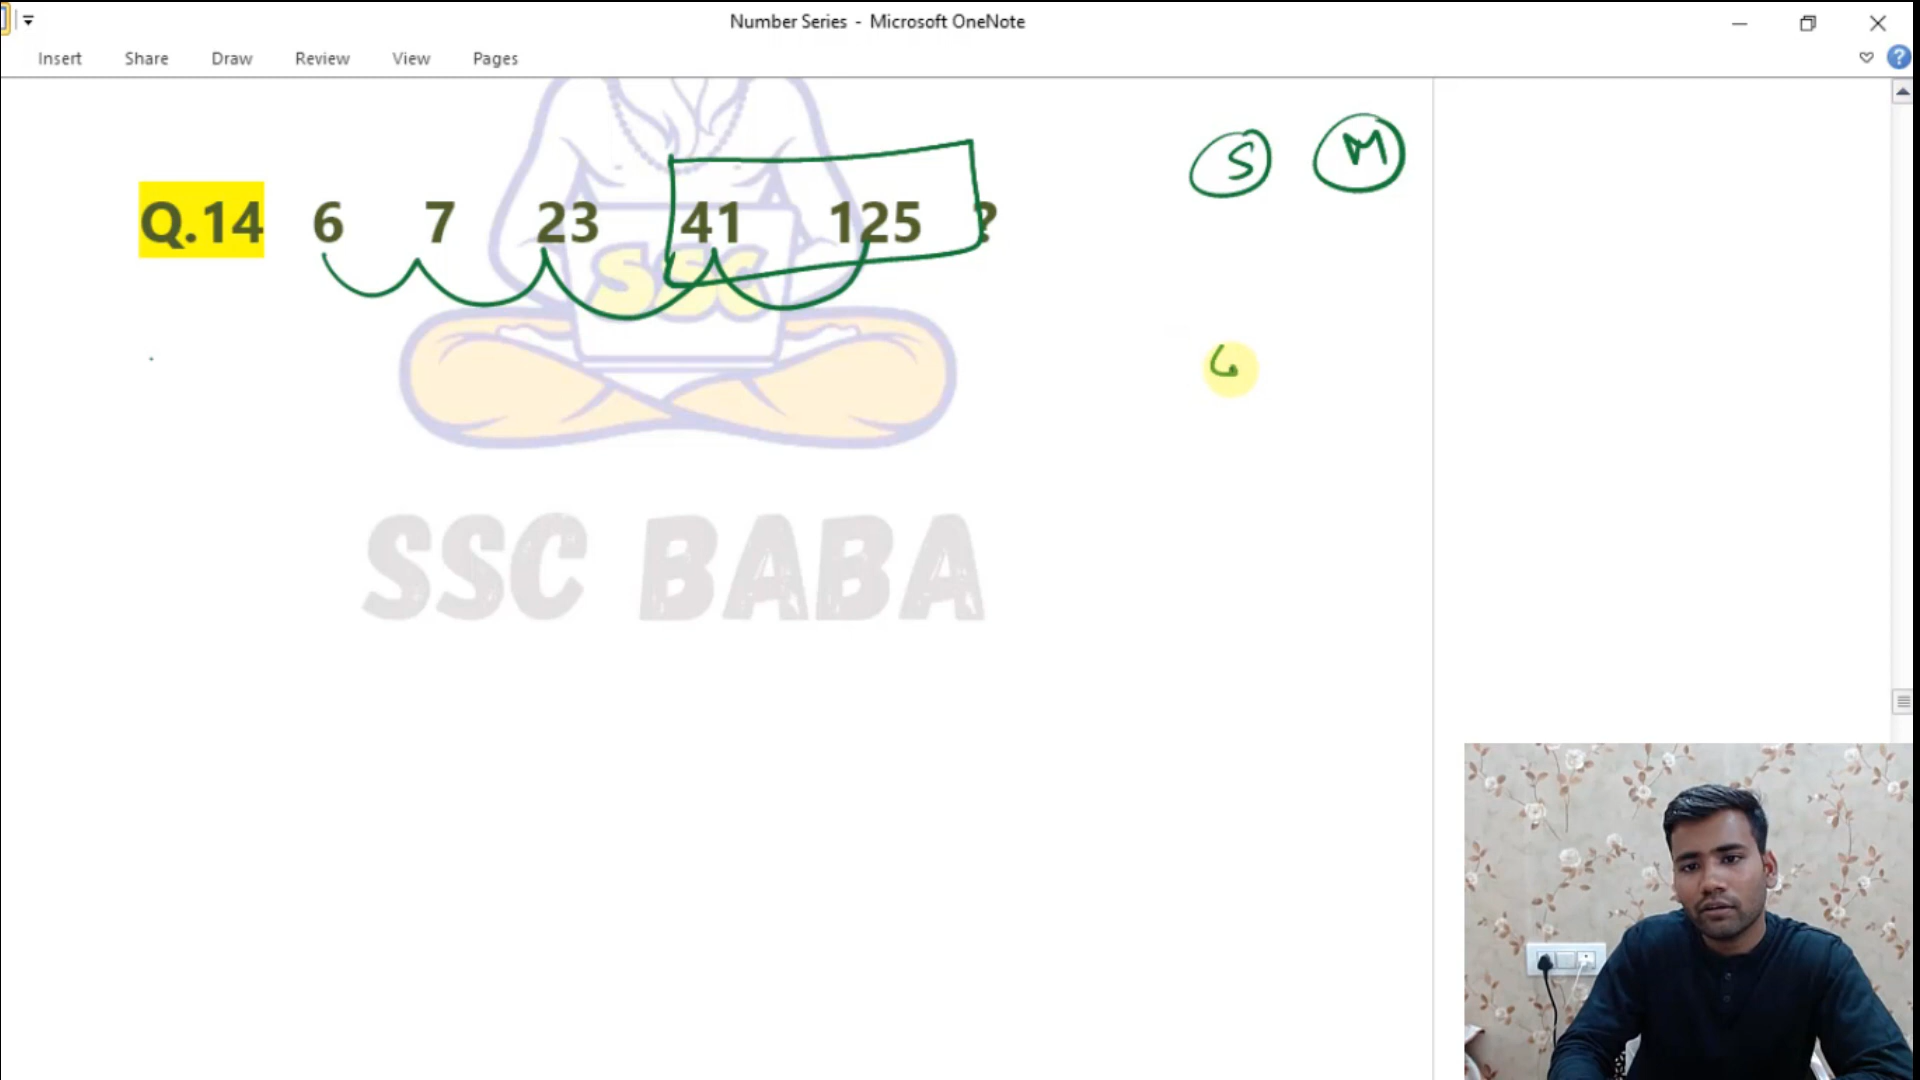 Number Series - Microsoft OneNote
Insert Share Draw Review View Pages
?
S M
Q.14 6 7 23 41 125 ?
SSC
6
SSC BABA